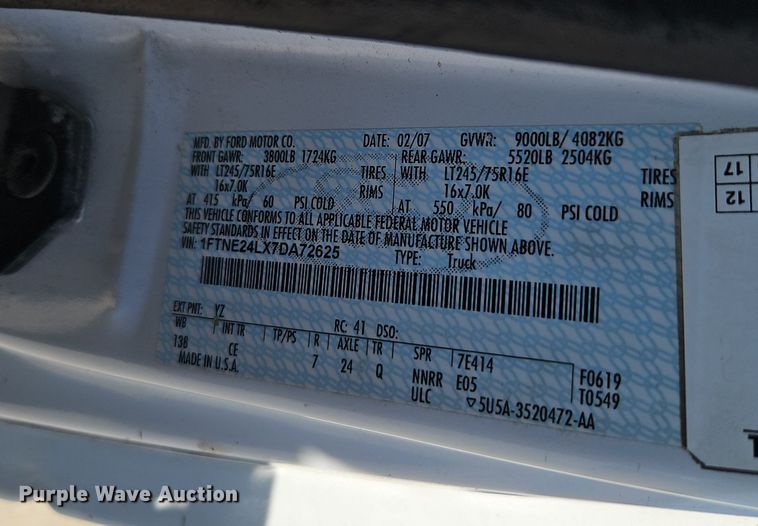 MFD. BY FORD MOTOR CO. DATE: 02/07 GVWR: 9000LB/ 4082KG
FRONT GAWR: 3800LB 1724KG REAR GAWR: 5520LB 2504KG
WITH LT245/75R16E TIRES WITH LT245/75R16E TIRES
16x7.0K RIMS 16x7.0K RIMS
AT 415 kPa/ 60 PSI COLD AT 550 kPa/ 80 PSI COLD
THIS VEHICLE CONFORMS TO ALL APPLICABLE FEDERAL MOTOR VEHICLE
SAFETY STANDARDS IN EFFECT ON THE DATE OF MANUFACTURE SHOWN ABOVE.
VIN: 1FTNE24LX7DA72625 TYPE: Truck
EXT PNT: YZ RC: 41 DSO:
WB INT TR TP/PS R AXLE TR SPR 7E414 F0619
138 CE 7 24 Q NNRR E05 T0549
MADE IN U.S.A. ULC ▽5U5A-3520472-AA
17
12
Purple Wave Auction